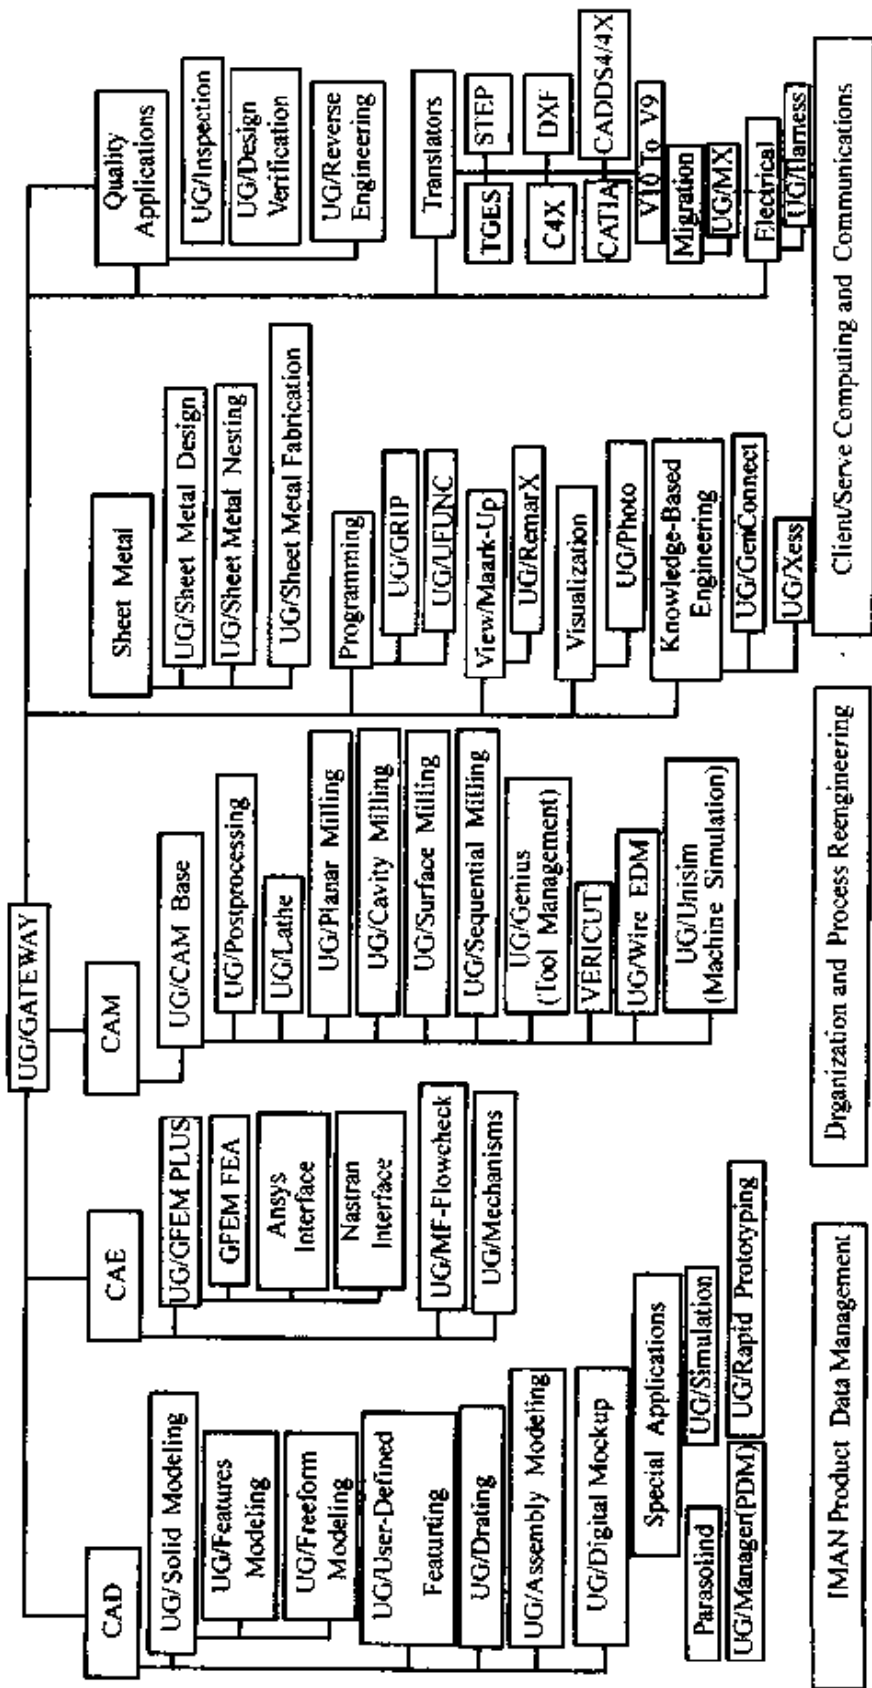 UG/GATEWAY
CAD
UG/Solid Modeling
UG/Features
Modeling
UG/Freeform
Modeling
UG/User-Defined
Featurting
UG/Drating
UG/Assembly Modeling
UG/Digital Mockup
Special Applications
Parasolind
UG/Simulation
UG/Manager(PDM)
UG/Rapid Prototyping
CAE
UG/GFEM PLUS
GFEM FEA
Ansys
Interface
Nastran
Interface
UG/MF-Flowcheck
UG/Mechanisms
CAM
UG/CAM Base
UG/Postprocessing
UG/Lathe
UG/Planar Milling
UG/Cavity Milling
UG/Surface Milling
UG/Sequential Milling
UG/Genius
(Tool Management)
VERICUT
UG/Wire EDM
UG/Unisim
(Machine Simulation)
Sheet Metal
UG/Sheet Metal Design
UG/Sheet Metal Nesting
UG/Sheet Metal Fabrication
Programming
UG/GRIP
UG/UFUNC
View/Maark-Up
UG/RemarX
Visualization
UG/Photo
Knowledge-Based
Engineering
UG/GenConnect
UG/Xess
Quality
Applications
UG/Inspection
UG/Design
Verification
UG/Reverse
Engineering
Translators
TGES
STEP
C4X
DXF
CATIA
CADDS4/4X
V10 To V9
Migration
UG/MX
Electrical
UG/Harness
IMAN Product Data Management
Drganization and Process Reengineering
Client/Serve Computing and Communications